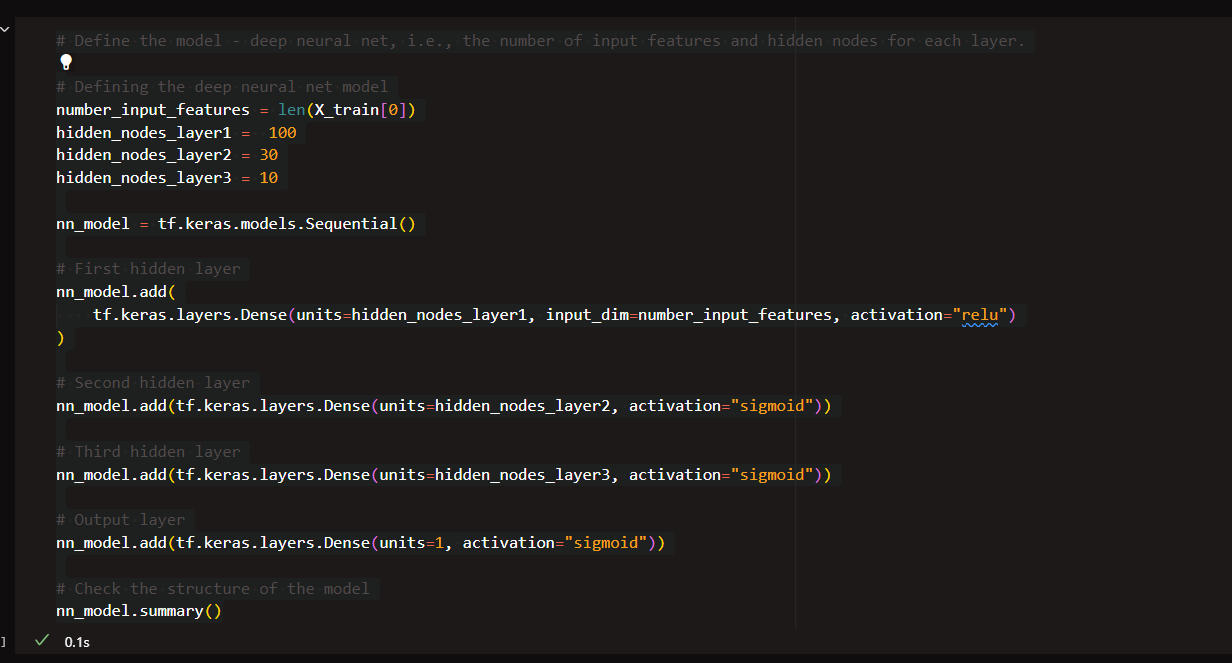 # Define the model - deep neural net, i.e., the number of input features and hidden nodes for each layer.
# Defining the deep neural net model
number_input_features = len(X_train[0])
hidden_nodes_layer1 =  100
hidden_nodes_layer2 = 30
hidden_nodes_layer3 = 10
nn_model = tf.keras.models.Sequential()
# First hidden layer
nn_model.add(
    tf.keras.layers.Dense(units=hidden_nodes_layer1, input_dim=number_input_features, activation="relu")
)
# Second hidden layer
nn_model.add(tf.keras.layers.Dense(units=hidden_nodes_layer2, activation="sigmoid"))
# Third hidden layer
nn_model.add(tf.keras.layers.Dense(units=hidden_nodes_layer3, activation="sigmoid"))
# Output layer
nn_model.add(tf.keras.layers.Dense(units=1, activation="sigmoid"))
# Check the structure of the model
nn_model.summary()
] ✓ 0.1s